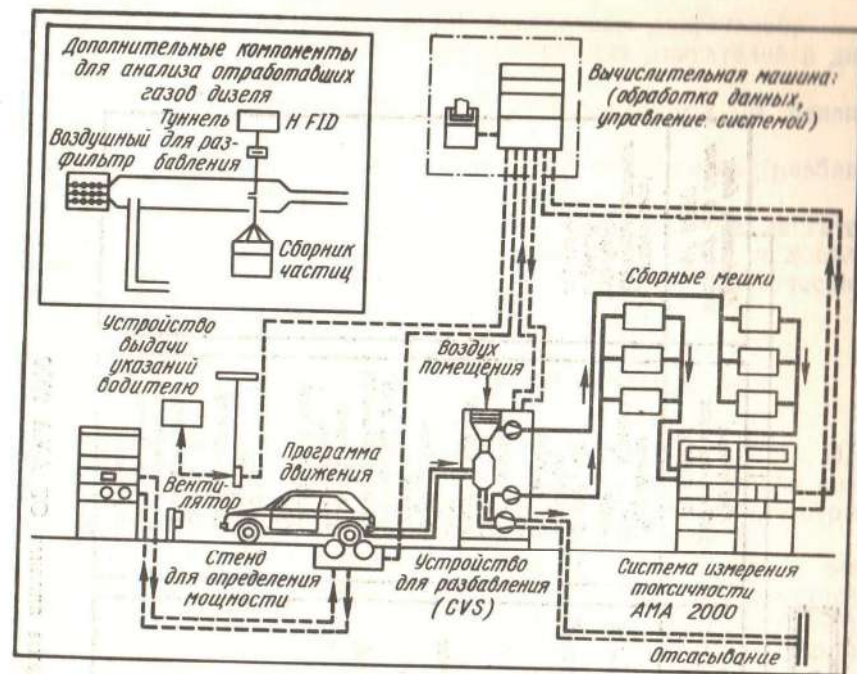 Дополнительные компоненты
для анализа отработавших
газов дизеля
Туннель
для раз-
бавления
H FID
Воздушный
фильтр
Сборник
частиц
Вычислительная машина:
(обработка данных,
управление системой)
Сборные мешки
Устройство
выдачи
указаний
водителю
Воздух
помещения
Программа
движения
Венти-
лятор
Стенд
для определения
мощности
Устройство
для разбавления
(CVS)
Система измерения
токсичности
АМА 2000
Отсасывание